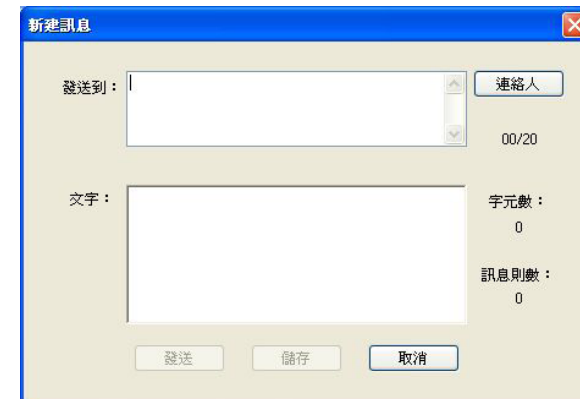 新建訊息
發送到：
連絡人
00/20
文字：
字元數：
0
訊息則數：
0
發送 儲存 取消